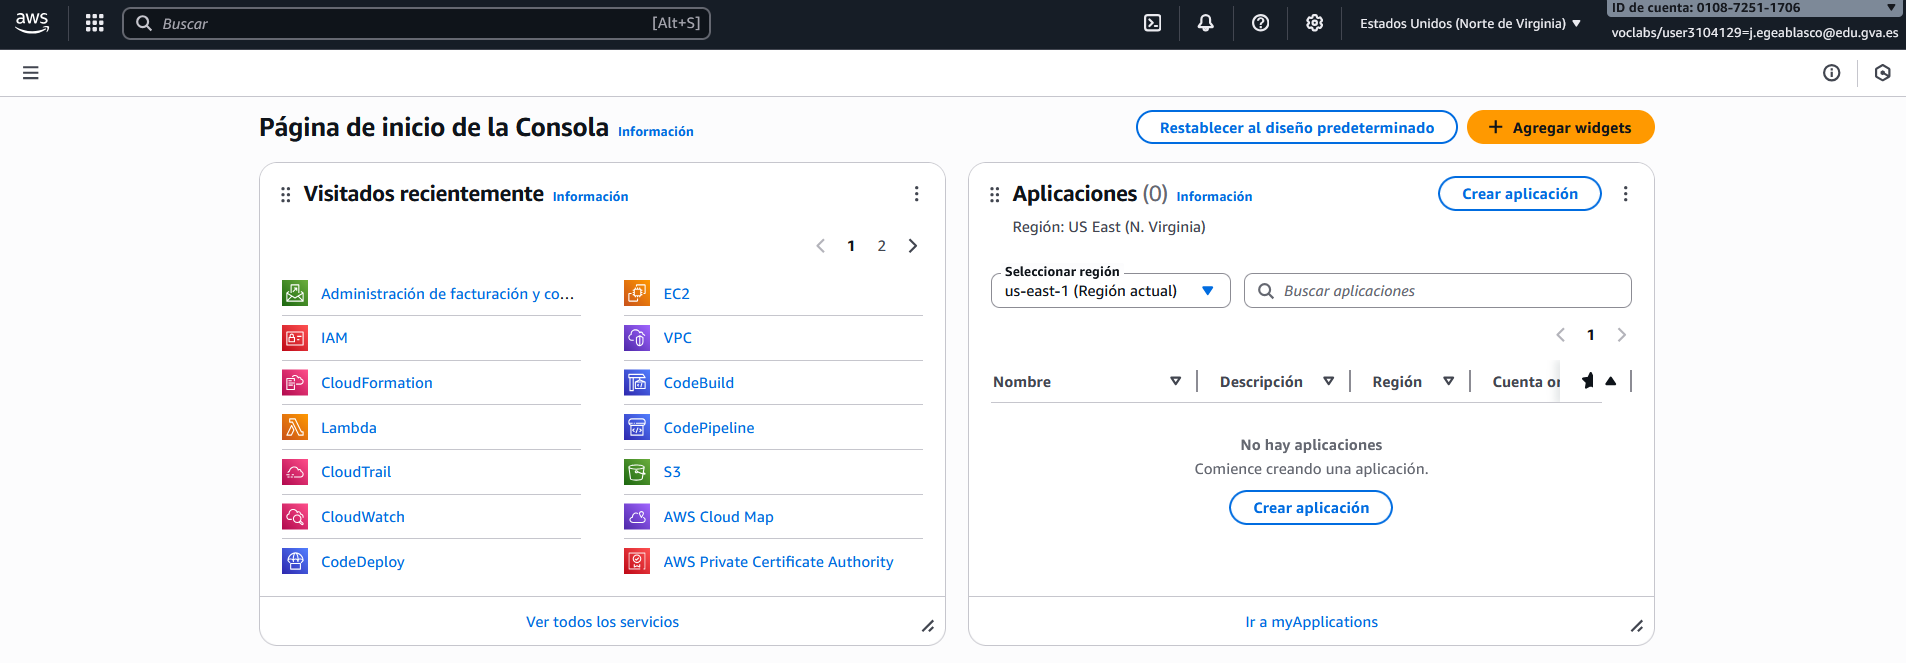 aws
Buscar
[Alt+S]
Estados Unidos (Norte de Virginia)
ID de cuenta: 0108-7251-1706
voclabs/user3104129=j.egeablasco@edu.gva.es
Página de inicio de la Consola
Información
Restablecer al diseño predeterminado
Agregar widgets
Visitados recientemente
Información
1
2
Administración de facturación y co...
EC2
IAM
VPC
CloudFormation
CodeBuild
Lambda
CodePipeline
CloudTrail
S3
CloudWatch
AWS Cloud Map
CodeDeploy
AWS Private Certificate Authority
Ver todos los servicios
Aplicaciones (0)
Información
Crear aplicación
Región: US East (N. Virginia)
Seleccionar región
us-east-1 (Región actual)
Buscar aplicaciones
1
Nombre
Descripción
Región
Cuenta or
No hay aplicaciones
Comience creando una aplicación.
Crear aplicación
Ir a myApplications